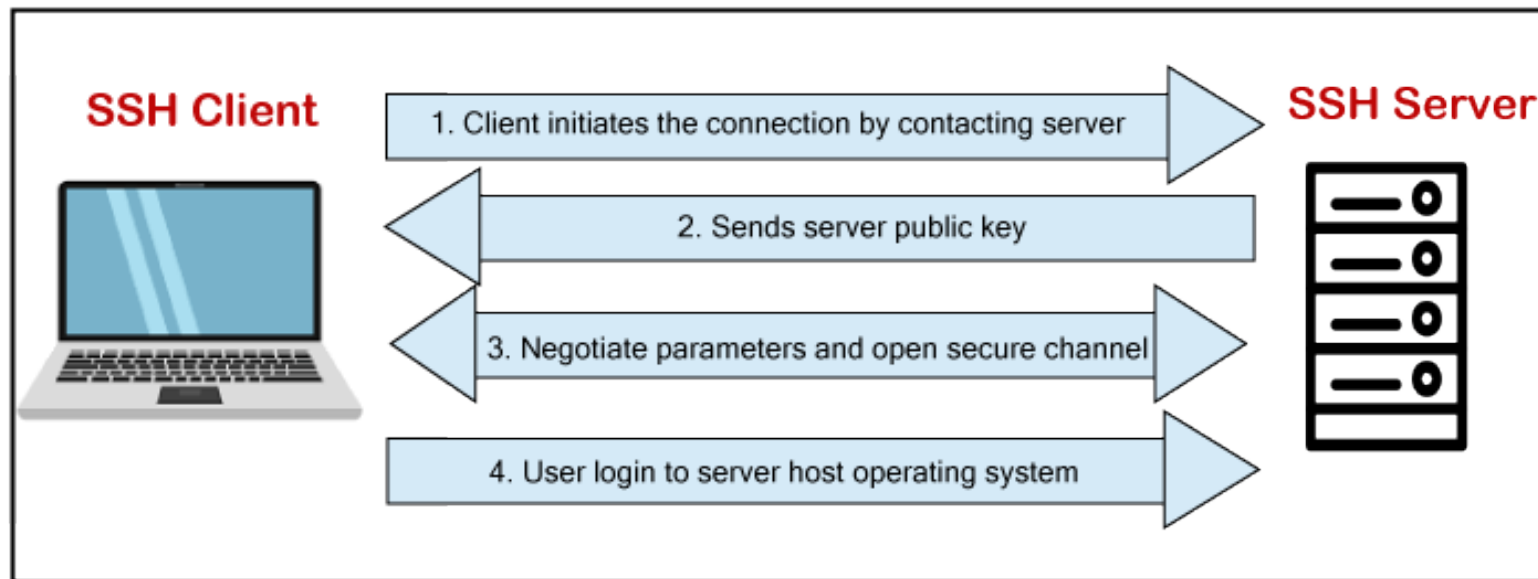 SSH Client
SSH Server
1. Client initiates the connection by contacting server
2. Sends server public key
3. Negotiate parameters and open secure channel
4. User login to server host operating system